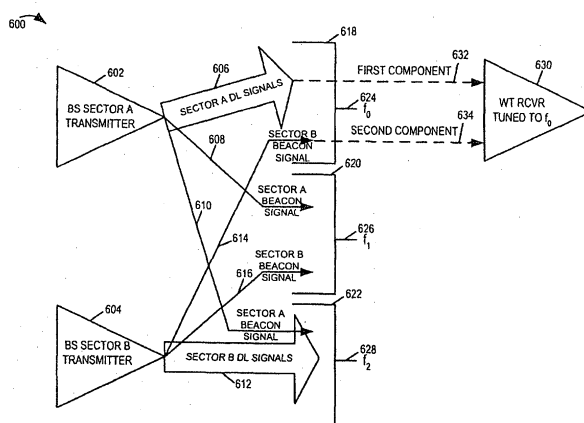 600
602
BS SECTOR A
TRANSMITTER
606
SECTOR A DL SIGNALS
608
610
614
616
618
FIRST COMPONENT
632
624
f0
630
WT RCVR
TUNED TO f0
SECTOR B
BEACON
SIGNAL
SECOND COMPONENT
634
620
SECTOR A
BEACON
SIGNAL
626
f1
SECTOR B
BEACON
SIGNAL
622
604
BS SECTOR B
TRANSMITTER
SECTOR A
BEACON
SIGNAL
SECTOR B DL SIGNALS
612
628
f2